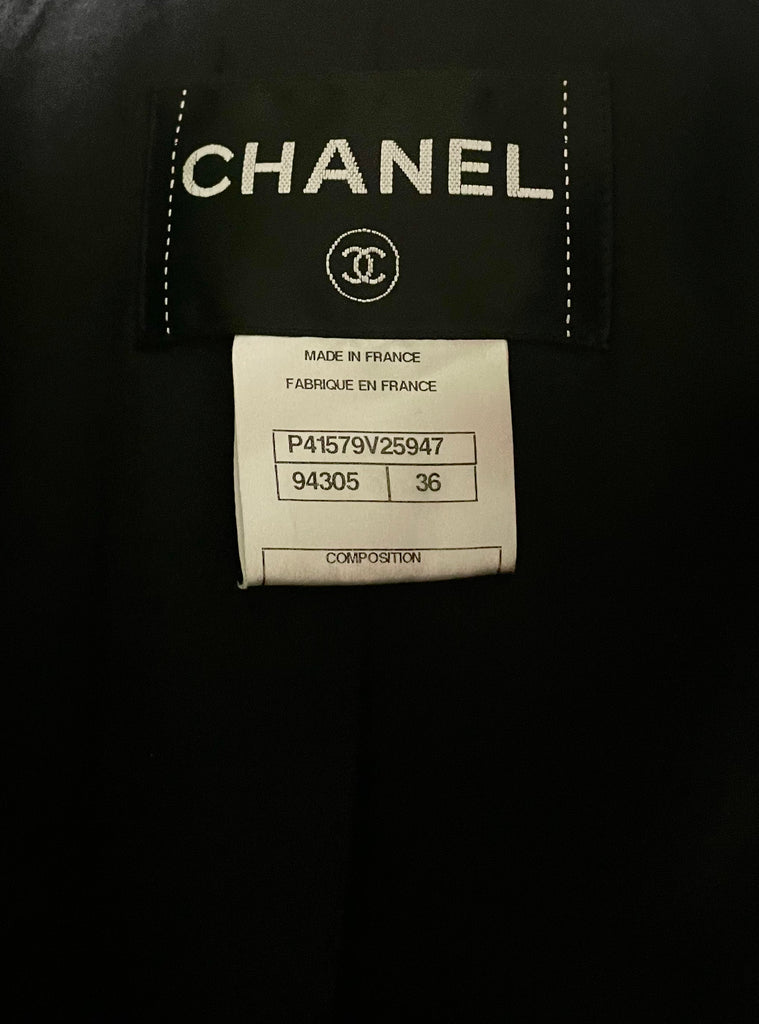 CHANEL
MADE IN FRANCE
FABRIQUE EN FRANCE
P41579V25947
94305 36
COMPOSITION